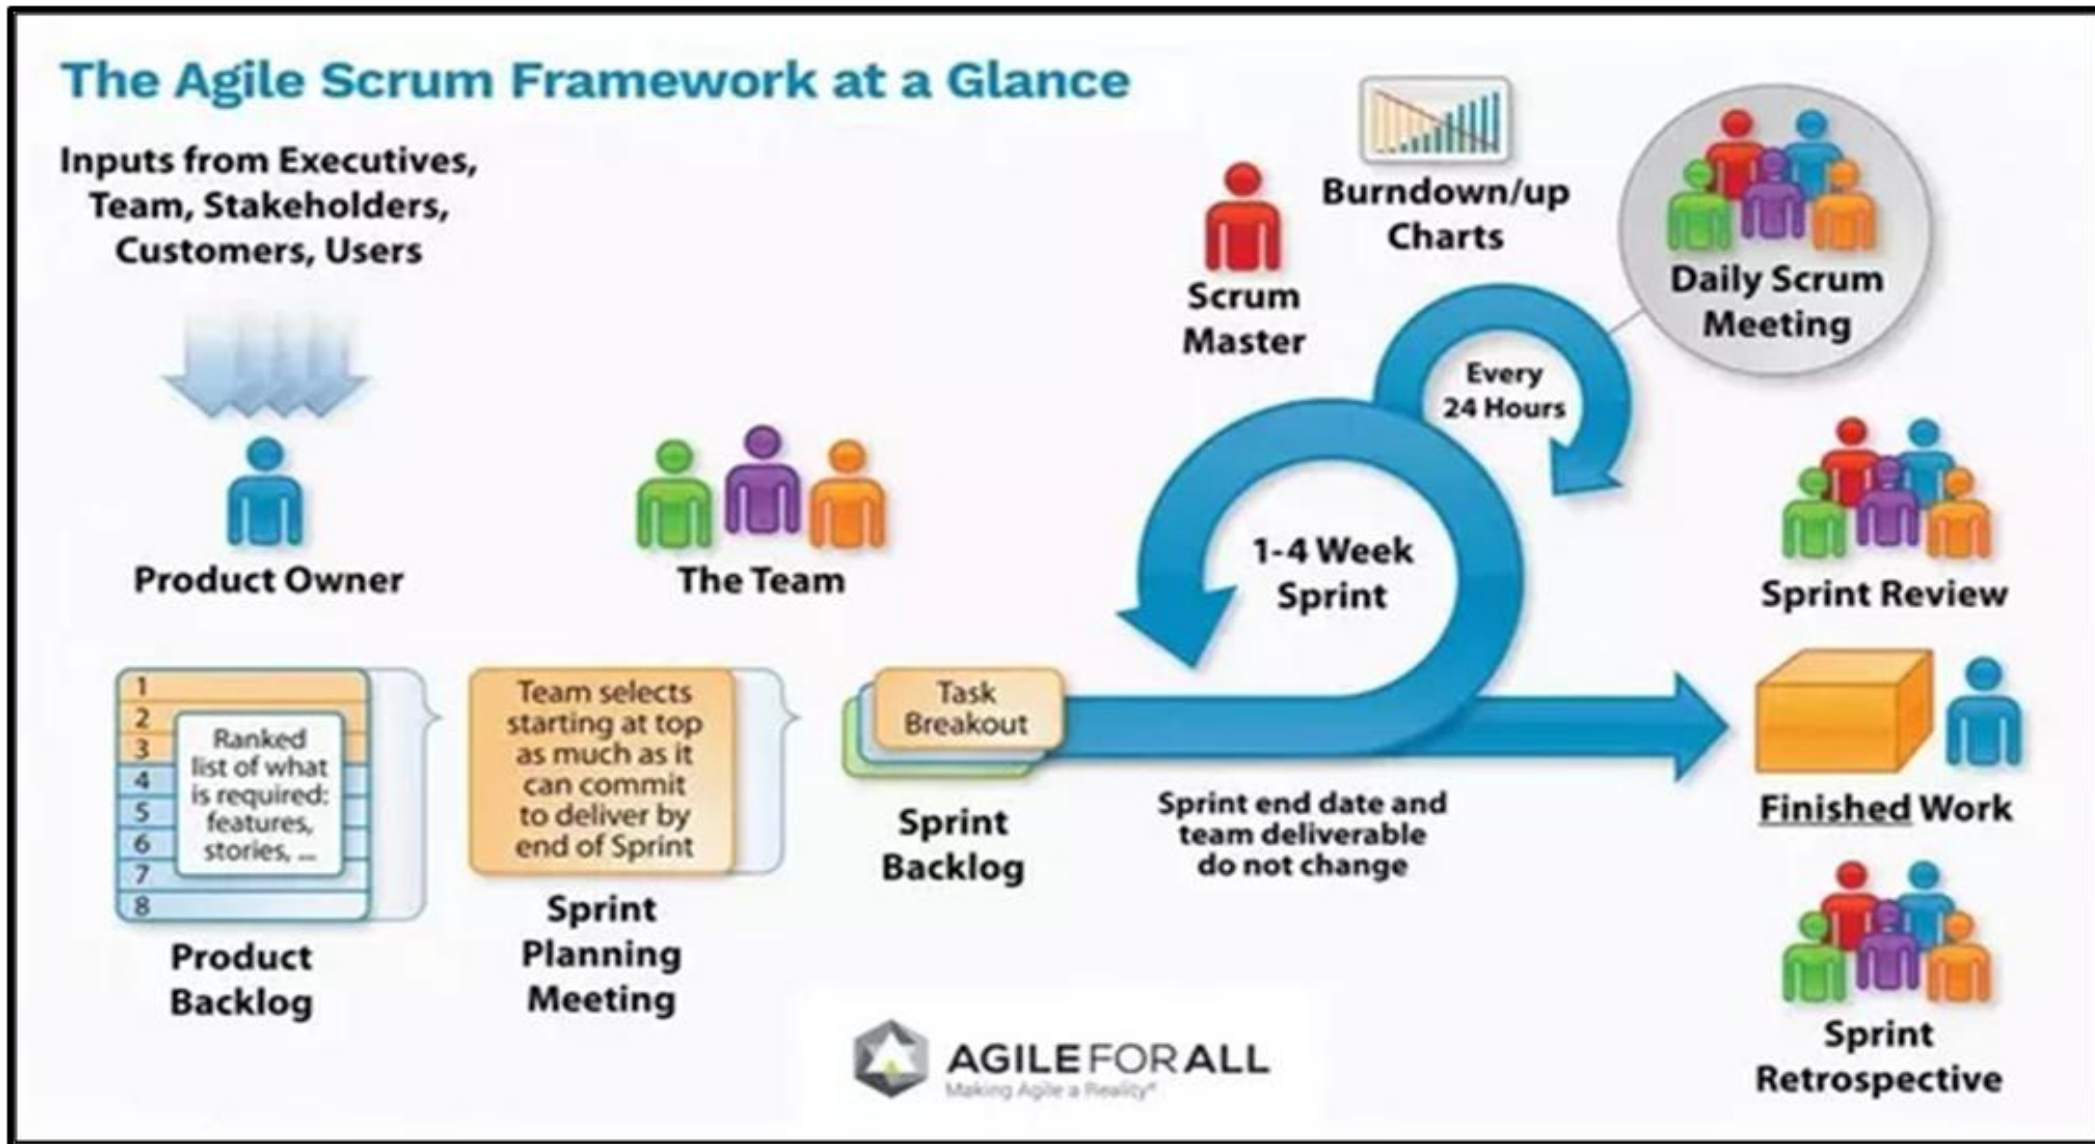 The Agile Scrum Framework at a Glance
Inputs from Executives,
Team, Stakeholders,
Customers, Users
Product Owner
The Team
Scrum
Master
Burndown/up
Charts
Daily Scrum
Meeting
Every
24 Hours
1-4 Week
Sprint
Sprint Review
1
2
3
4
5
6
7
8
Ranked
list of what
is required:
features,
stories, ...
Product
Backlog
Team selects
starting at top
as much as it
can commit
to deliver by
end of Sprint
Sprint
Planning
Meeting
Task
Breakout
Sprint
Backlog
Sprint end date and
team deliverable
do not change
Finished Work
Sprint
Retrospective
AGILE FOR ALL
Making Agile a Reality®